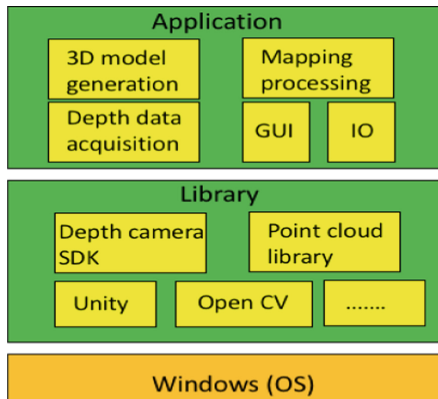 Application
3D model
generation
Mapping
processing
Depth data
acquisition
GUI
IO
Library
Depth camera
SDK
Point cloud
library
Unity
Open CV
.......
Windows (OS)